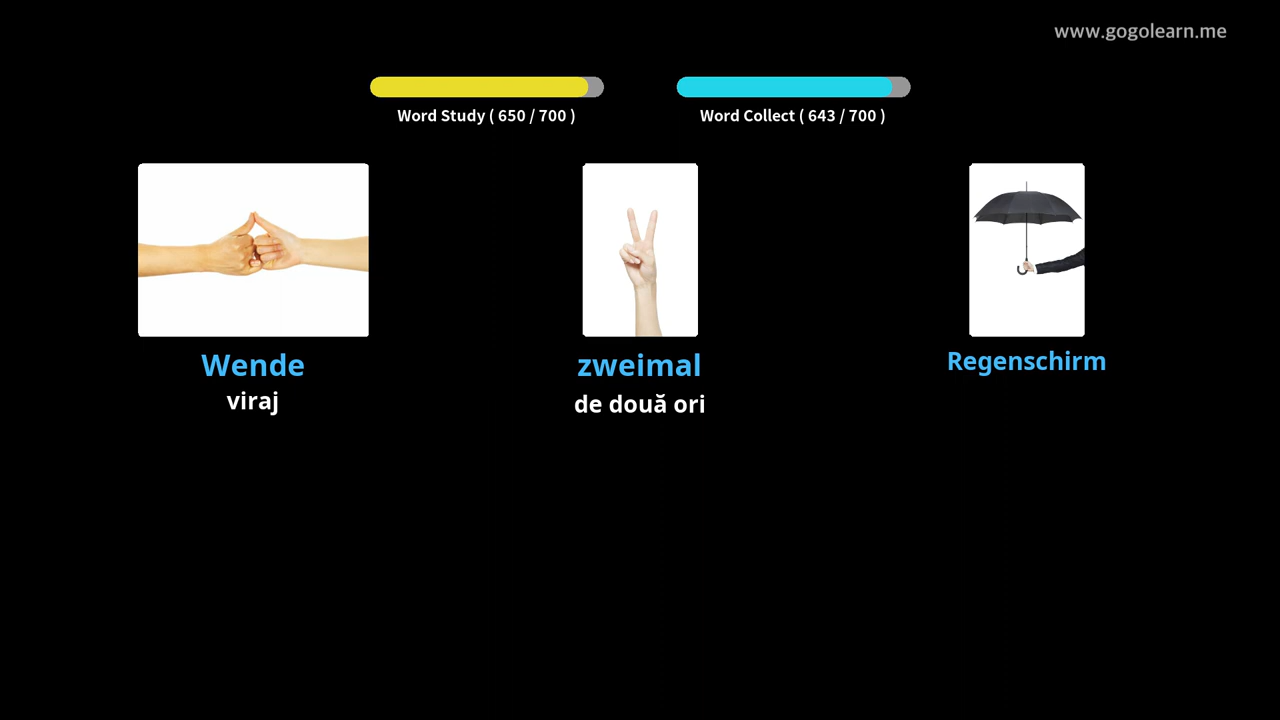 www.gogolearn.me
Word Study ( 650 / 700 )
Word Collect ( 643 / 700 )
Wende
viraj
zweimal
de două ori
Regenschirm